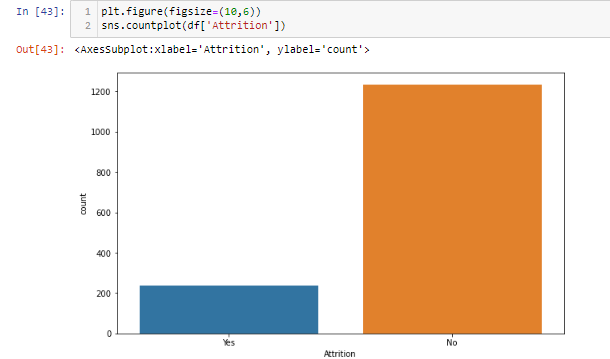 In [43]: 1 plt.figure(figsize=(10,6))
2 sns.countplot(df['Attrition'])
Out[43]: <AxesSubplot:xlabel='Attrition', ylabel='count'>
1200
1000
800
600
400
200
0
count
Yes No
Attrition